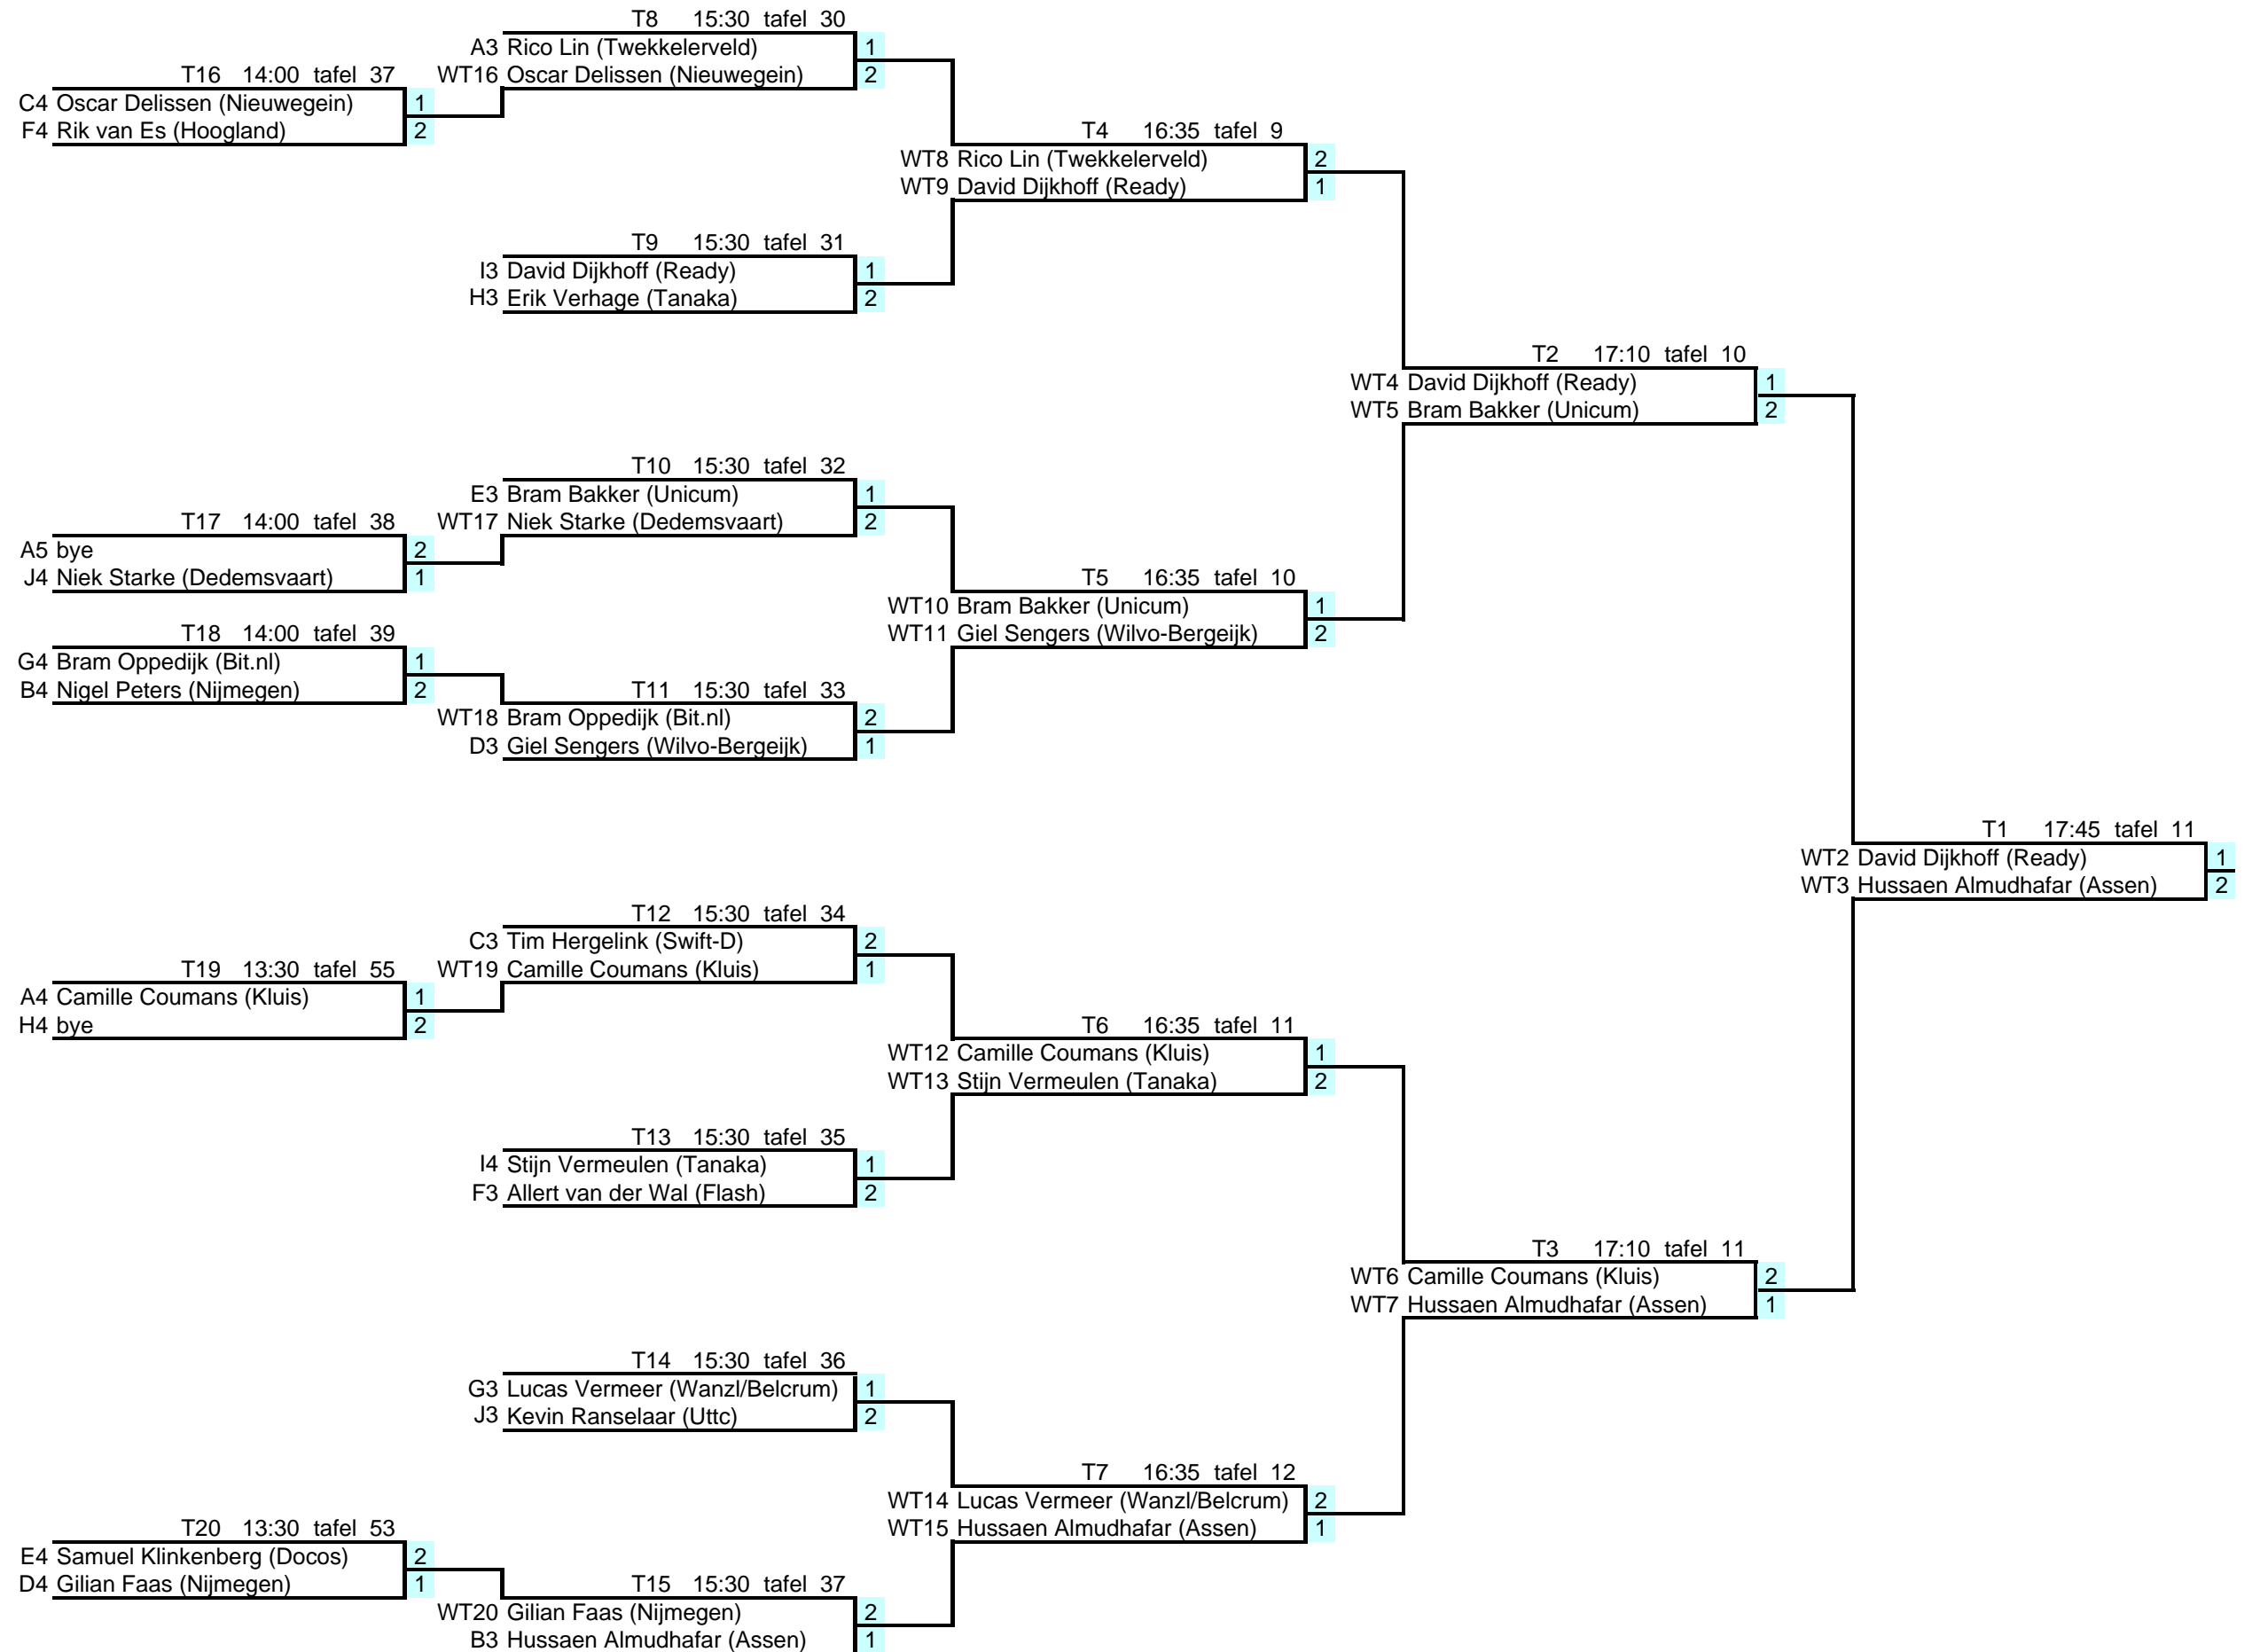 T8 15:30 tafel 30
A3 Rico Lin (Twekkelerveld) 1
WT16 Oscar Delissen (Nieuwegein) 2
T16 14:00 tafel 37
C4 Oscar Delissen (Nieuwegein) 1
F4 Rik van Es (Hoogland) 2
T4 16:35 tafel 9
WT8 Rico Lin (Twekkelerveld) 2
WT9 David Dijkhoff (Ready) 1
T9 15:30 tafel 31
I3 David Dijkhoff (Ready) 1
H3 Erik Verhage (Tanaka) 2
T2 17:10 tafel 10
WT4 David Dijkhoff (Ready) 1
WT5 Bram Bakker (Unicum) 2
T10 15:30 tafel 32
E3 Bram Bakker (Unicum) 1
WT17 Niek Starke (Dedemsvaart) 2
T17 14:00 tafel 38
A5 bye 2
J4 Niek Starke (Dedemsvaart) 1
T5 16:35 tafel 10
WT10 Bram Bakker (Unicum) 1
WT11 Giel Sengers (Wilvo-Bergeijk) 2
T18 14:00 tafel 39
G4 Bram Oppedijk (Bit.nl) 1
B4 Nigel Peters (Nijmegen) 2
T11 15:30 tafel 33
WT18 Bram Oppedijk (Bit.nl) 2
D3 Giel Sengers (Wilvo-Bergeijk) 1
T1 17:45 tafel 11
WT2 David Dijkhoff (Ready) 1
WT3 Hussaen Almudhafar (Assen) 2
T12 15:30 tafel 34
C3 Tim Hergelink (Swift-D) 2
WT19 Camille Coumans (Kluis) 1
T19 13:30 tafel 55
A4 Camille Coumans (Kluis) 1
H4 bye 2
T6 16:35 tafel 11
WT12 Camille Coumans (Kluis) 1
WT13 Stijn Vermeulen (Tanaka) 2
T13 15:30 tafel 35
I4 Stijn Vermeulen (Tanaka) 1
F3 Allert van der Wal (Flash) 2
T3 17:10 tafel 11
WT6 Camille Coumans (Kluis) 2
WT7 Hussaen Almudhafar (Assen) 1
T14 15:30 tafel 36
G3 Lucas Vermeer (Wanzl/Belcrum) 1
J3 Kevin Ranselaar (Uttc) 2
T7 16:35 tafel 12
WT14 Lucas Vermeer (Wanzl/Belcrum) 2
WT15 Hussaen Almudhafar (Assen) 1
T20 13:30 tafel 53
E4 Samuel Klinkenberg (Docos) 2
D4 Gilian Faas (Nijmegen) 1
T15 15:30 tafel 37
WT20 Gilian Faas (Nijmegen) 2
B3 Hussaen Almudhafar (Assen) 1